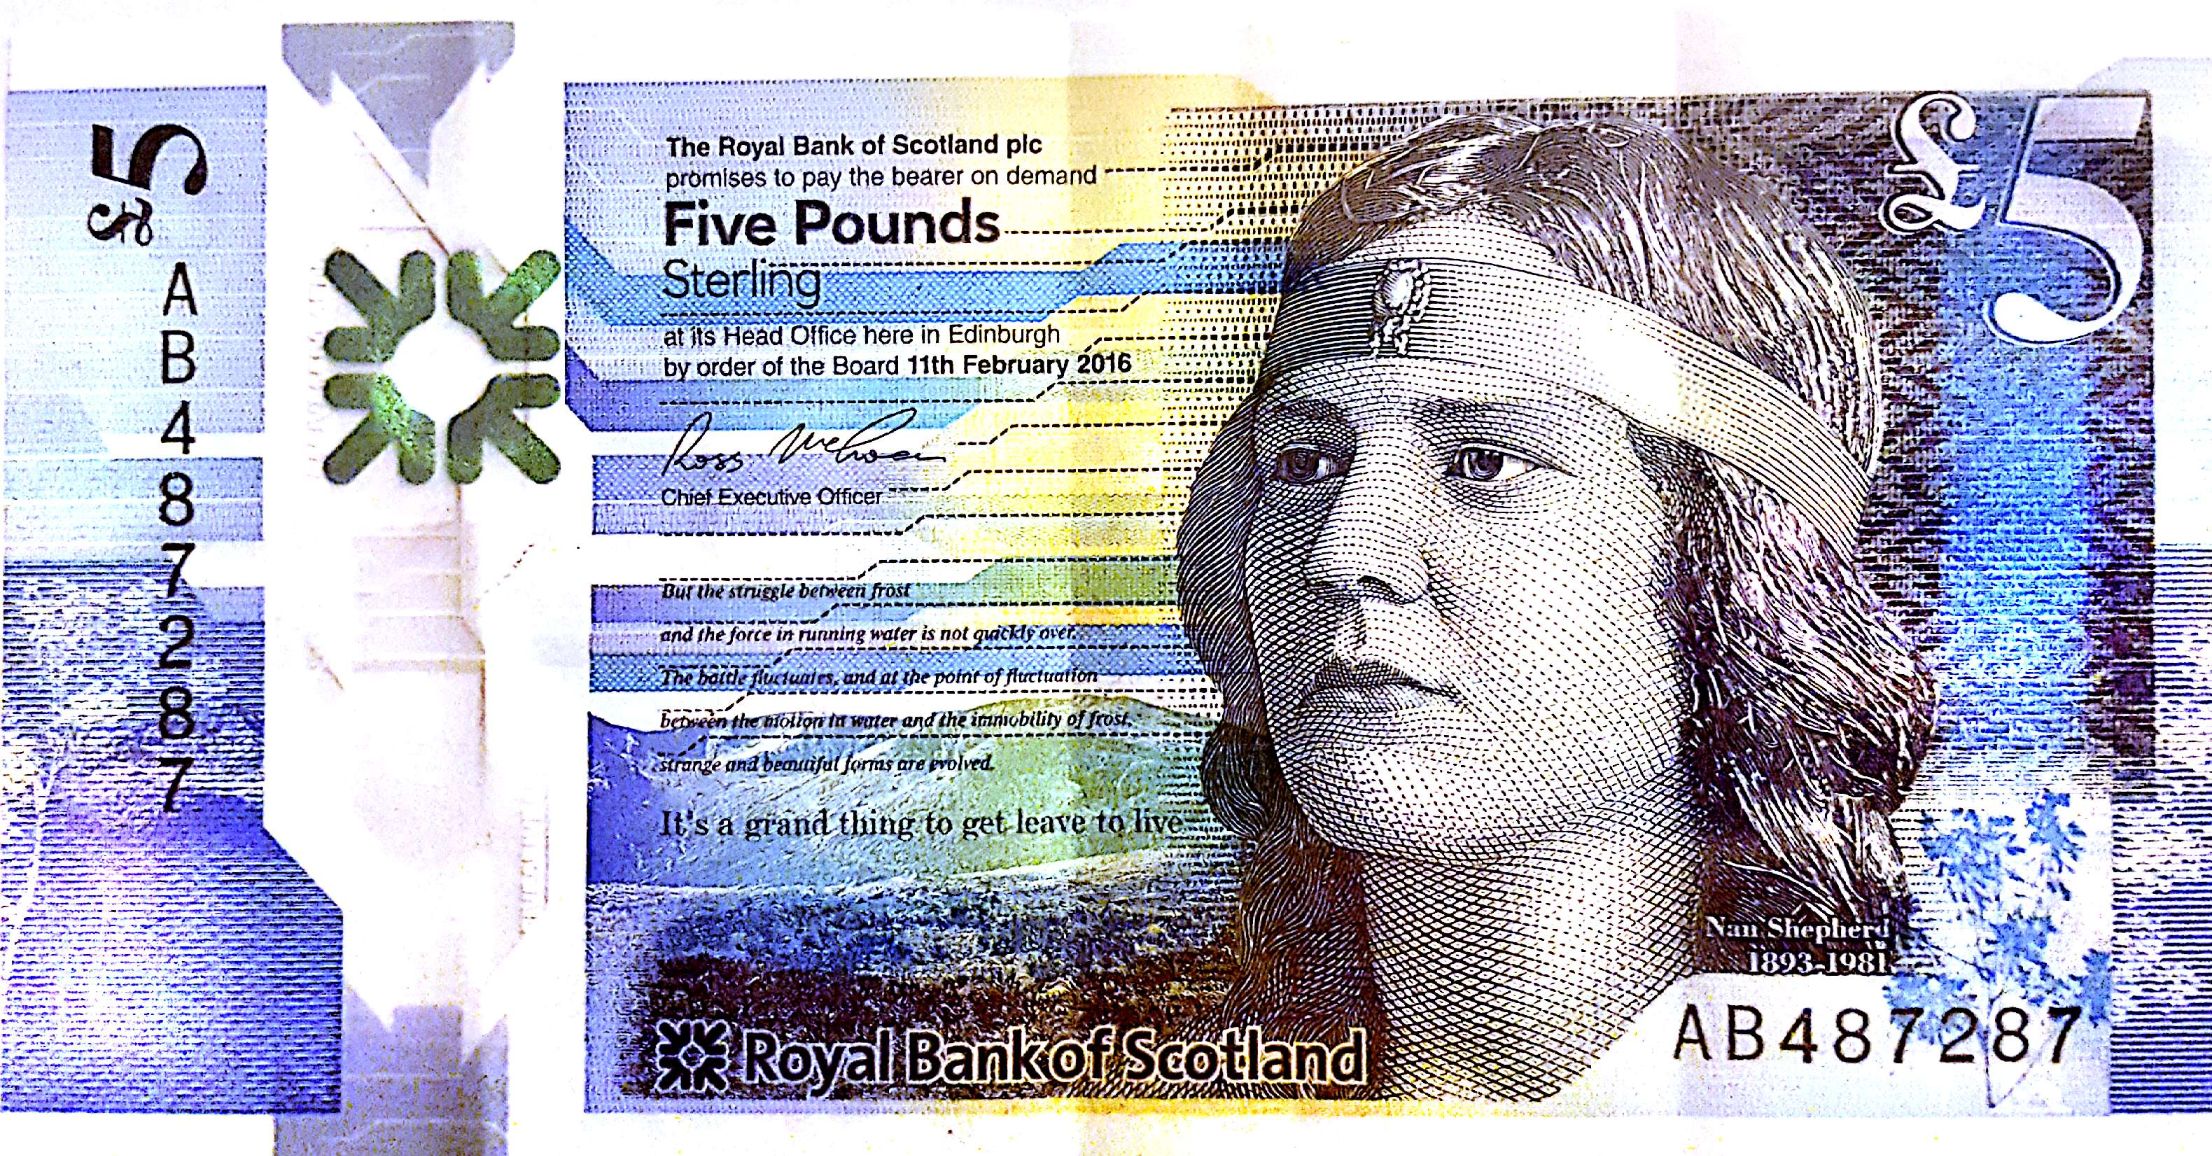 £5
AB487287
The Royal Bank of Scotland plc
promises to pay the bearer on demand
Five Pounds
Sterling
at its Head Office here in Edinburgh
by order of the Board 11th February 2016
Ross McEwan
Chief Executive Officer
But the struggle between frost
and the force in running water is not quickly over.
The battle fluctuates, and at the point of fluctuation
between the motion in water and the immobility of frost,
strange and beautiful forms are evolved.
It's a grand thing to get leave to live
Royal Bank of Scotland
£5
Nan Shepherd
1893-1981
AB487287